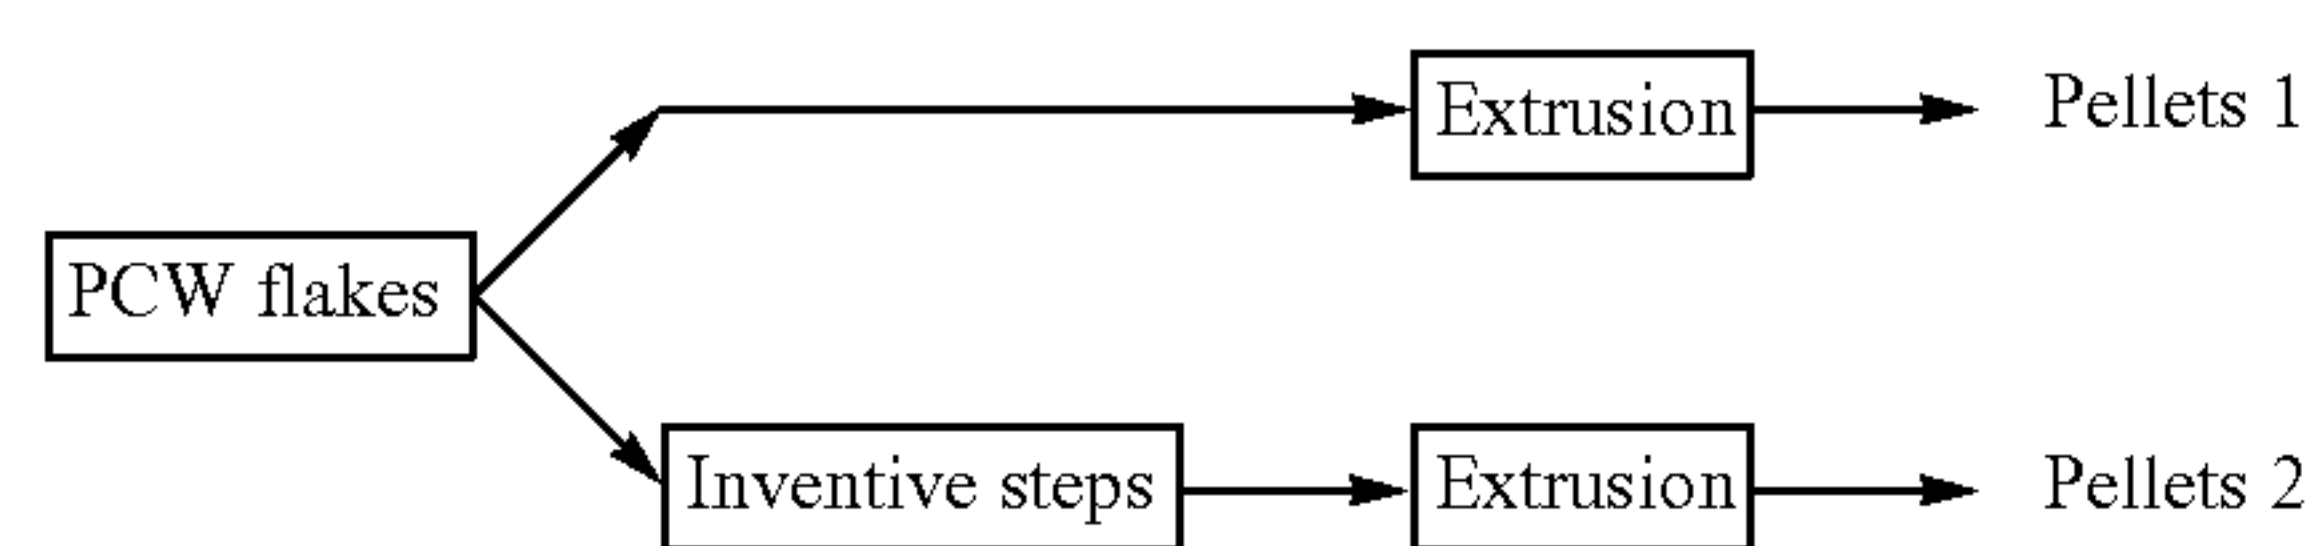 Extrusion
Pellets 1
PCW flakes
Inventive steps
Extrusion
Pellets 2